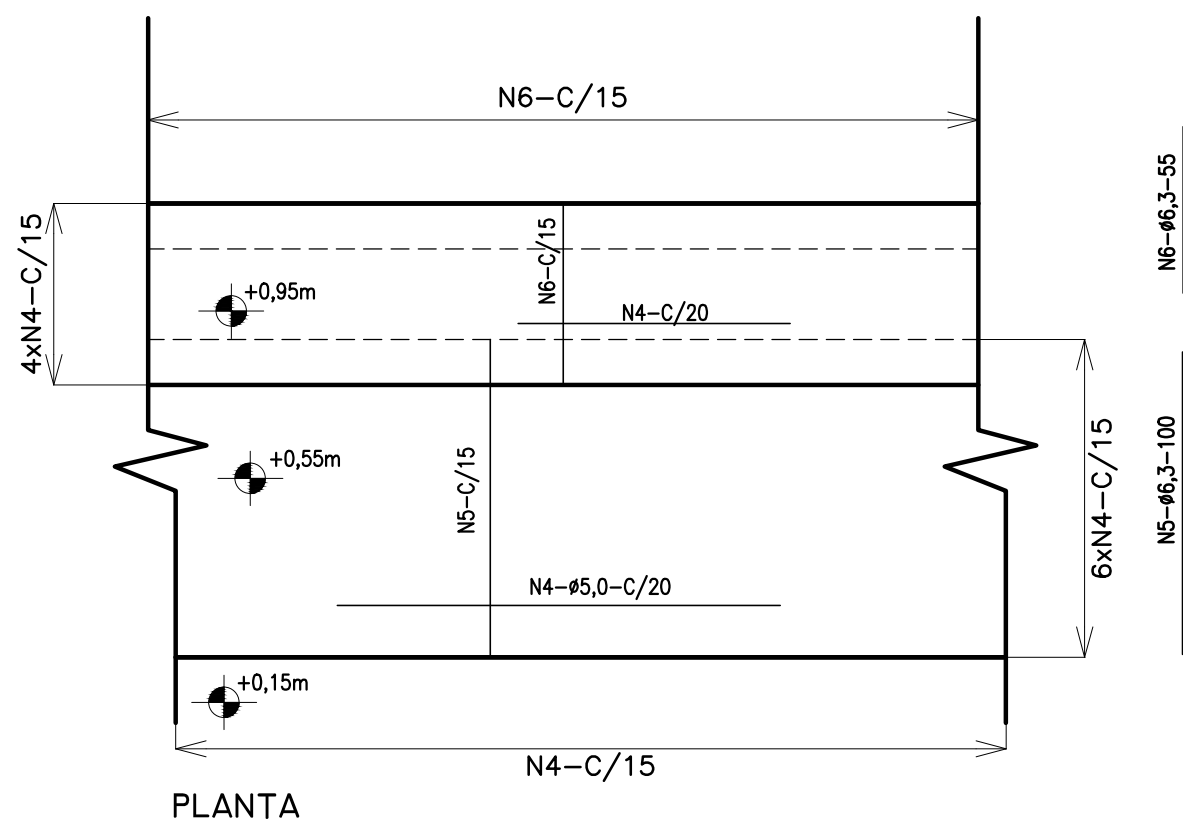 N6-C/15
N6-ø6,3-55
4xN4-C/15
N6-C/15
+0,95m
N4-C/20
N5-C/15
+0,55m
6xN4-C/15
N5-ø6,3-100
N4-ø5,0-C/20
+0,15m
N4-C/15
PLANTA